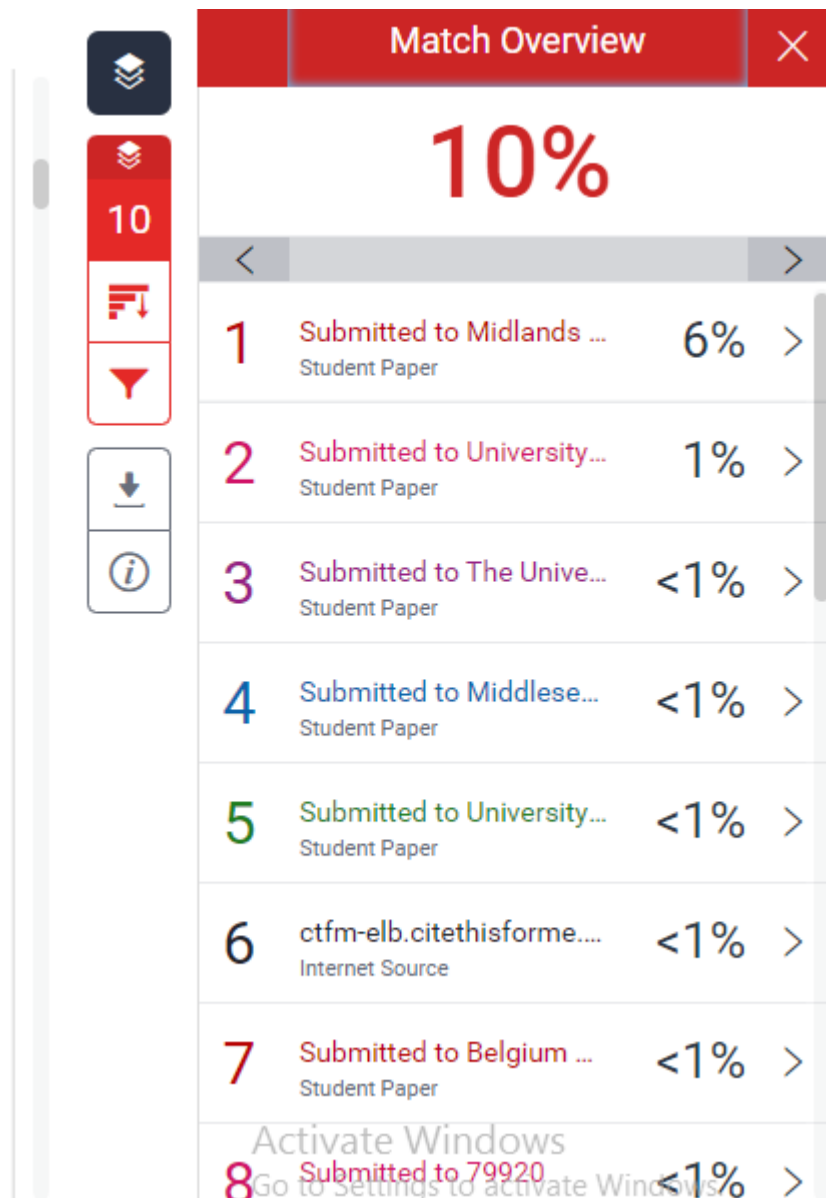 Match Overview
10%
10
1 Submitted to Midlands ... 6%
Student Paper
2 Submitted to University... 1%
Student Paper
3 Submitted to The Unive... <1%
Student Paper
4 Submitted to Middlese... <1%
Student Paper
5 Submitted to University... <1%
Student Paper
6 ctfm-elb.citethisforme.... <1%
Internet Source
7 Submitted to Belgium ... <1%
Student Paper
Activate Windows
8 Submitted to 79920 <1%
Go to Settings to activate Windows.